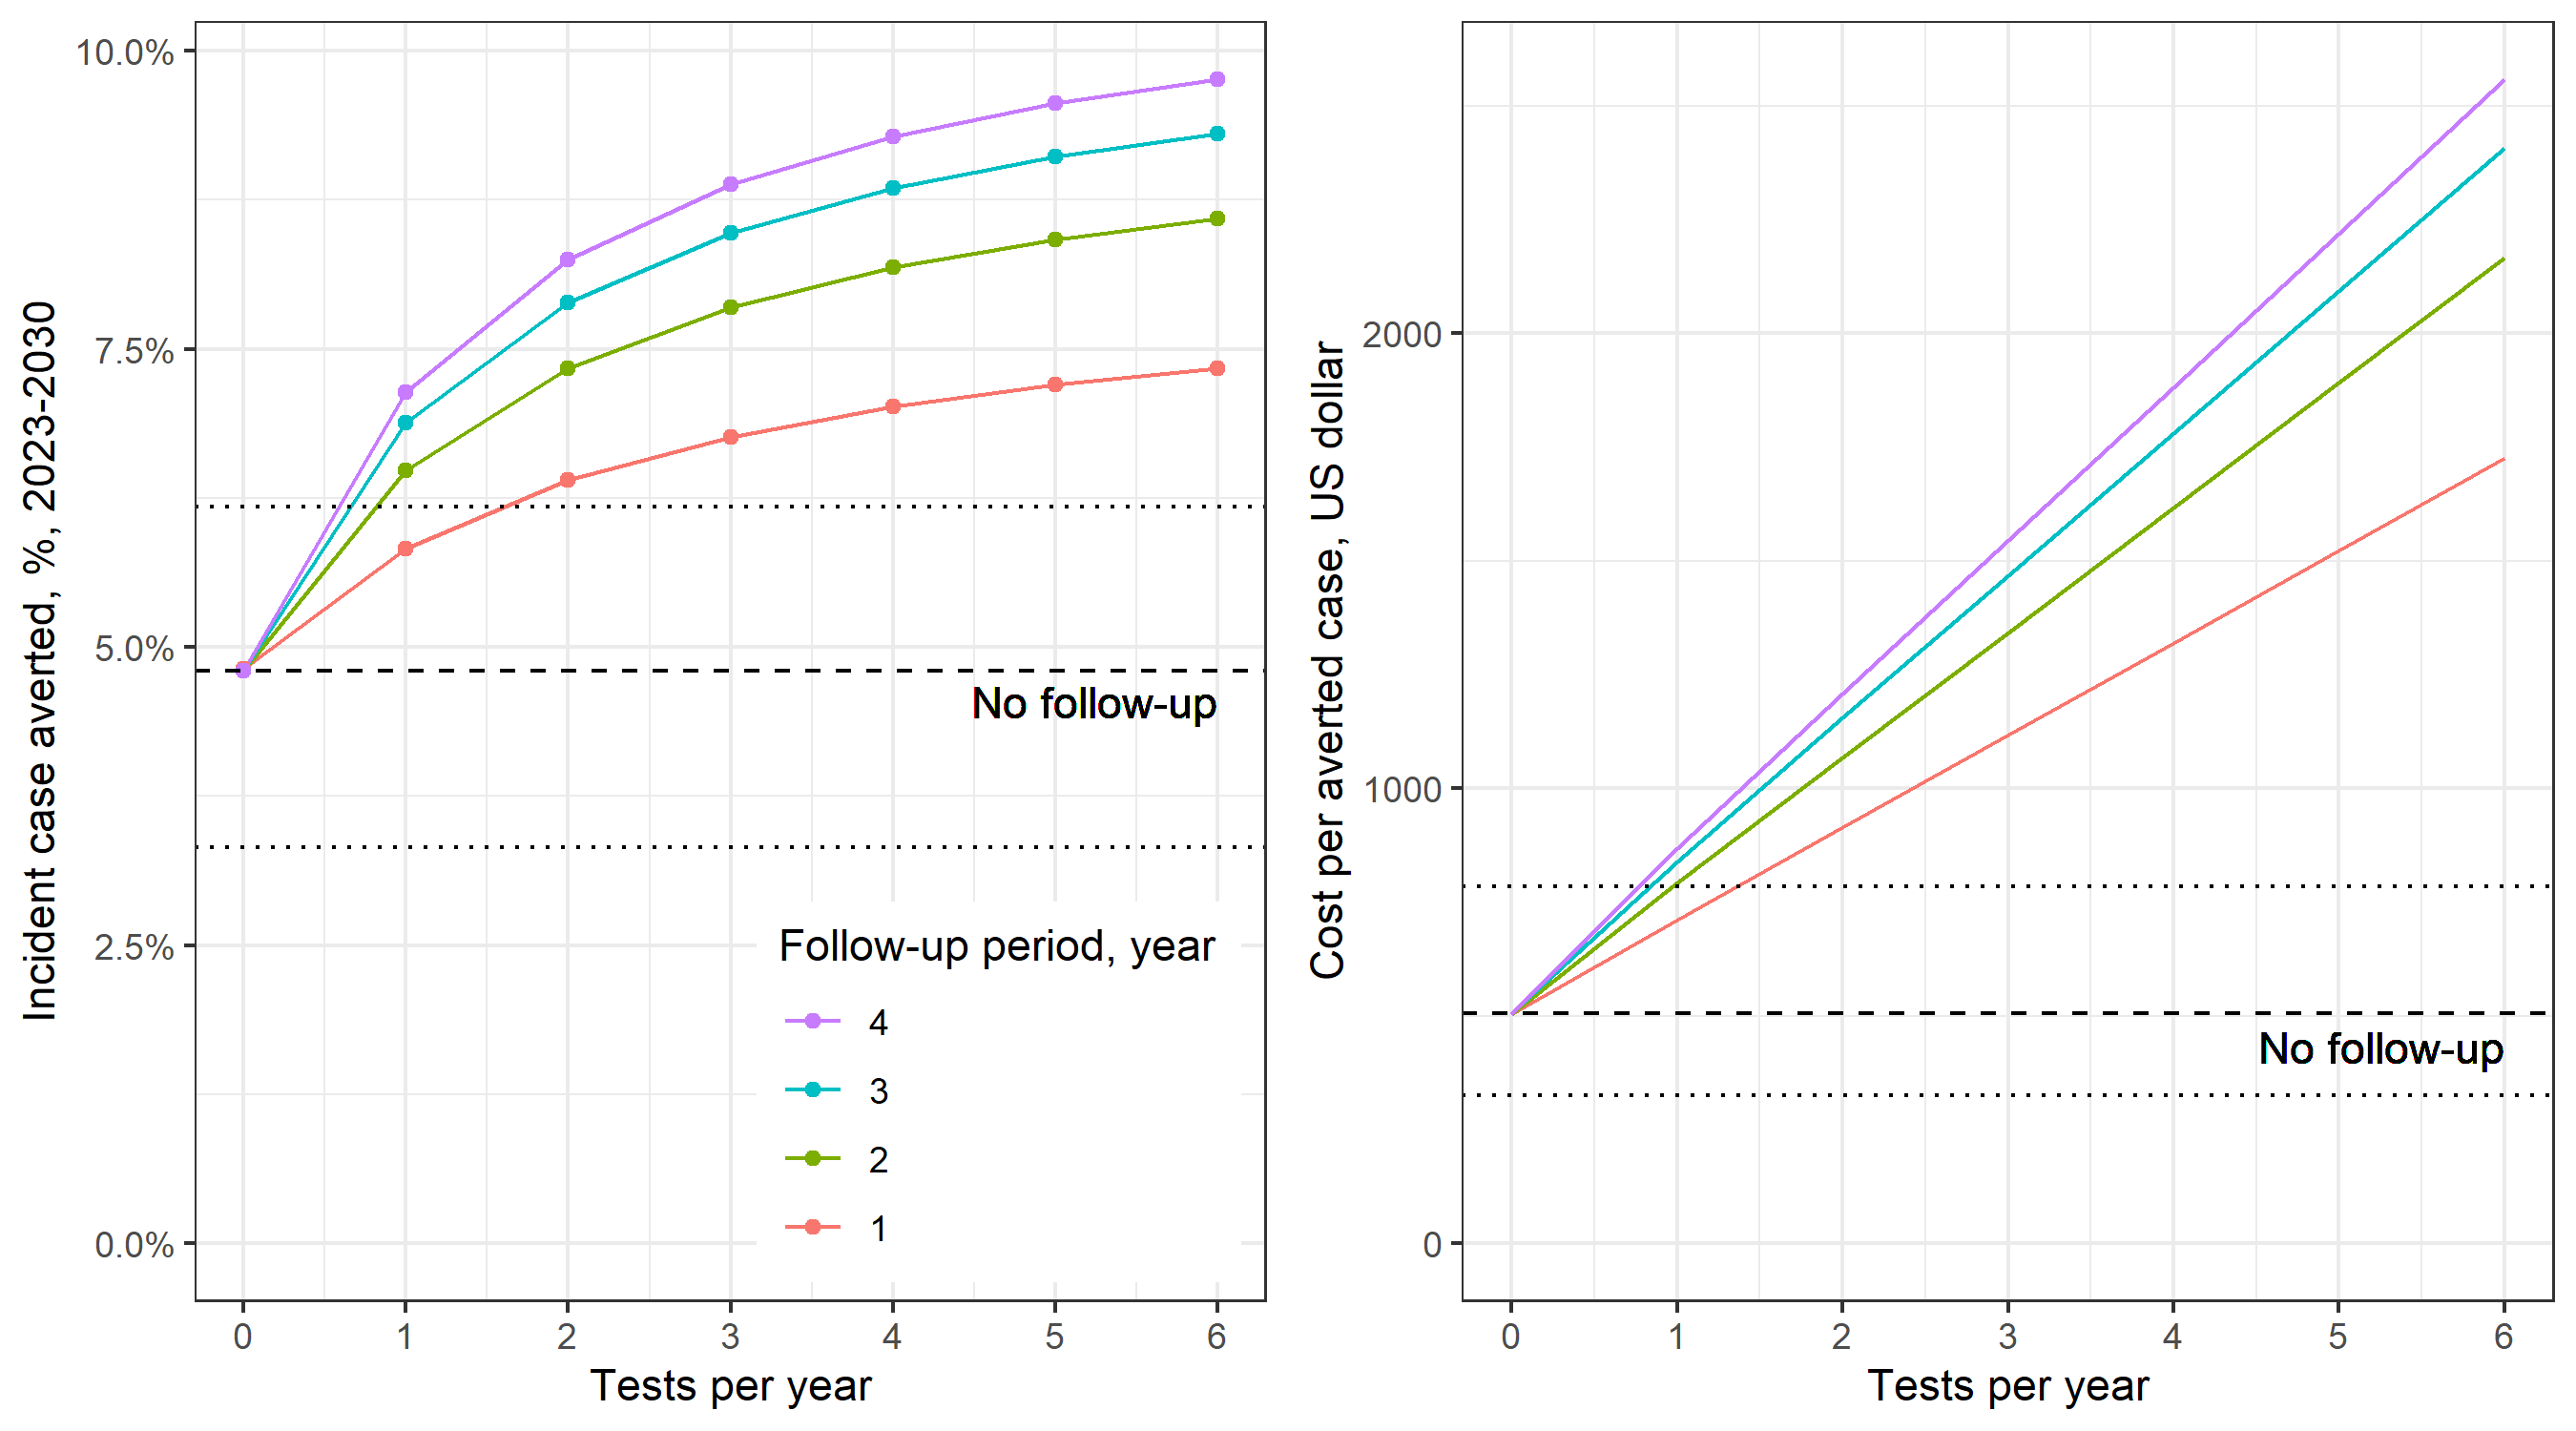 Incident case averted, %, 2023-2030
10.0%
7.5%
5.0%
2.5%
0.0%
No follow-up
Follow-up period, year
4
3
2
1
0 1 2 3 4 5 6
Tests per year
Cost per averted case, US dollar
2000
1000
0
No follow-up
0 1 2 3 4 5 6
Tests per year